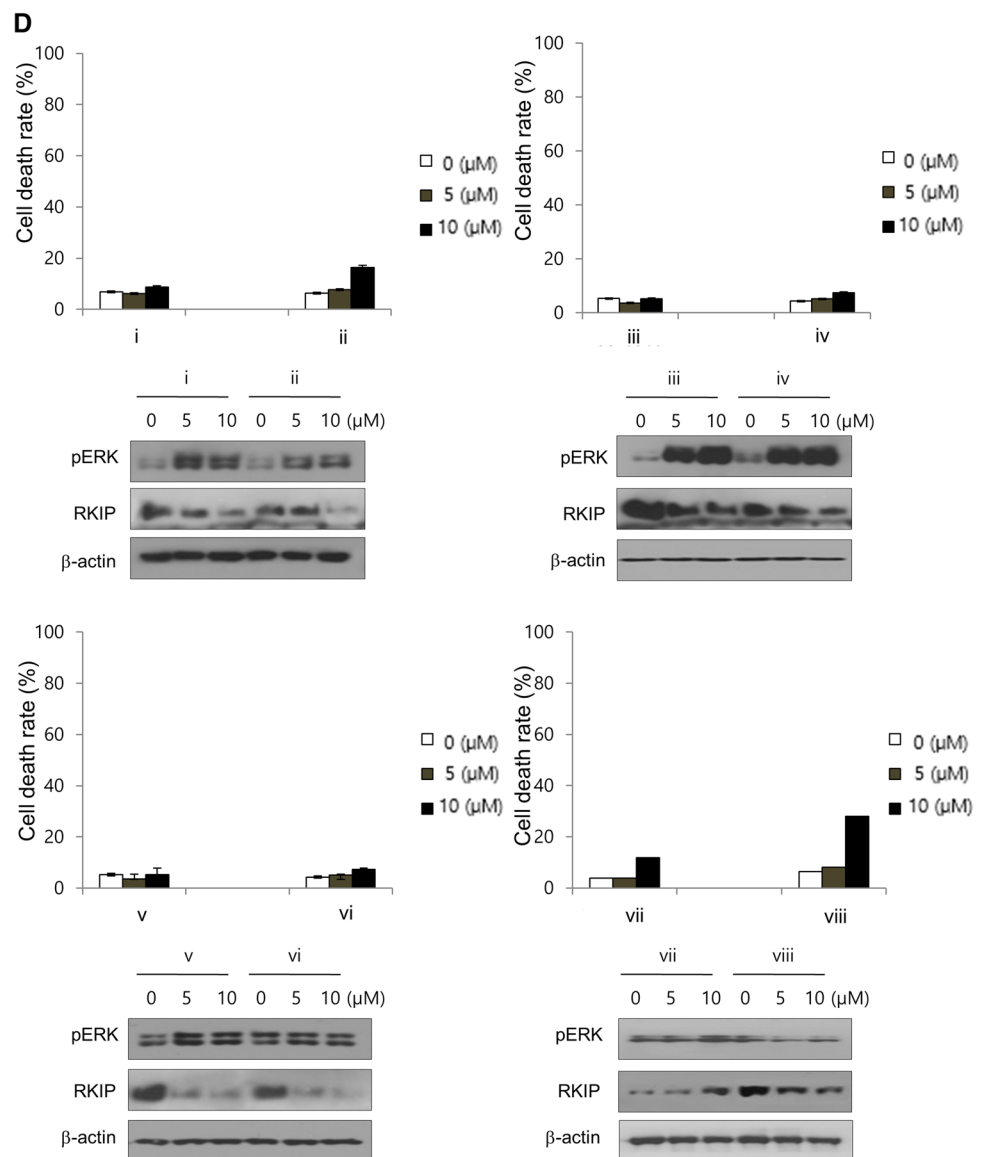 D
Cell death rate (%)
100
80
60
40
20
0
0 (µM)
5 (µM)
10 (µM)
i ii
Cell death rate (%)
100
80
60
40
20
0
0 (µM)
5 (µM)
10 (µM)
iii iv
i ii
0 5 10 0 5 10 (µM)
pERK
RKIP
β-actin
iii iv
0 5 10 0 5 10 (µM)
pERK
RKIP
β-actin
Cell death rate (%)
100
80
60
40
20
0
0 (µM)
5 (µM)
10 (µM)
v vi
Cell death rate (%)
100
80
60
40
20
0
0 (µM)
5 (µM)
10 (µM)
vii viii
v vi
0 5 10 0 5 10 (µM)
pERK
RKIP
β-actin
vii viii
0 5 10 0 5 10 (µM)
pERK
RKIP
β-actin